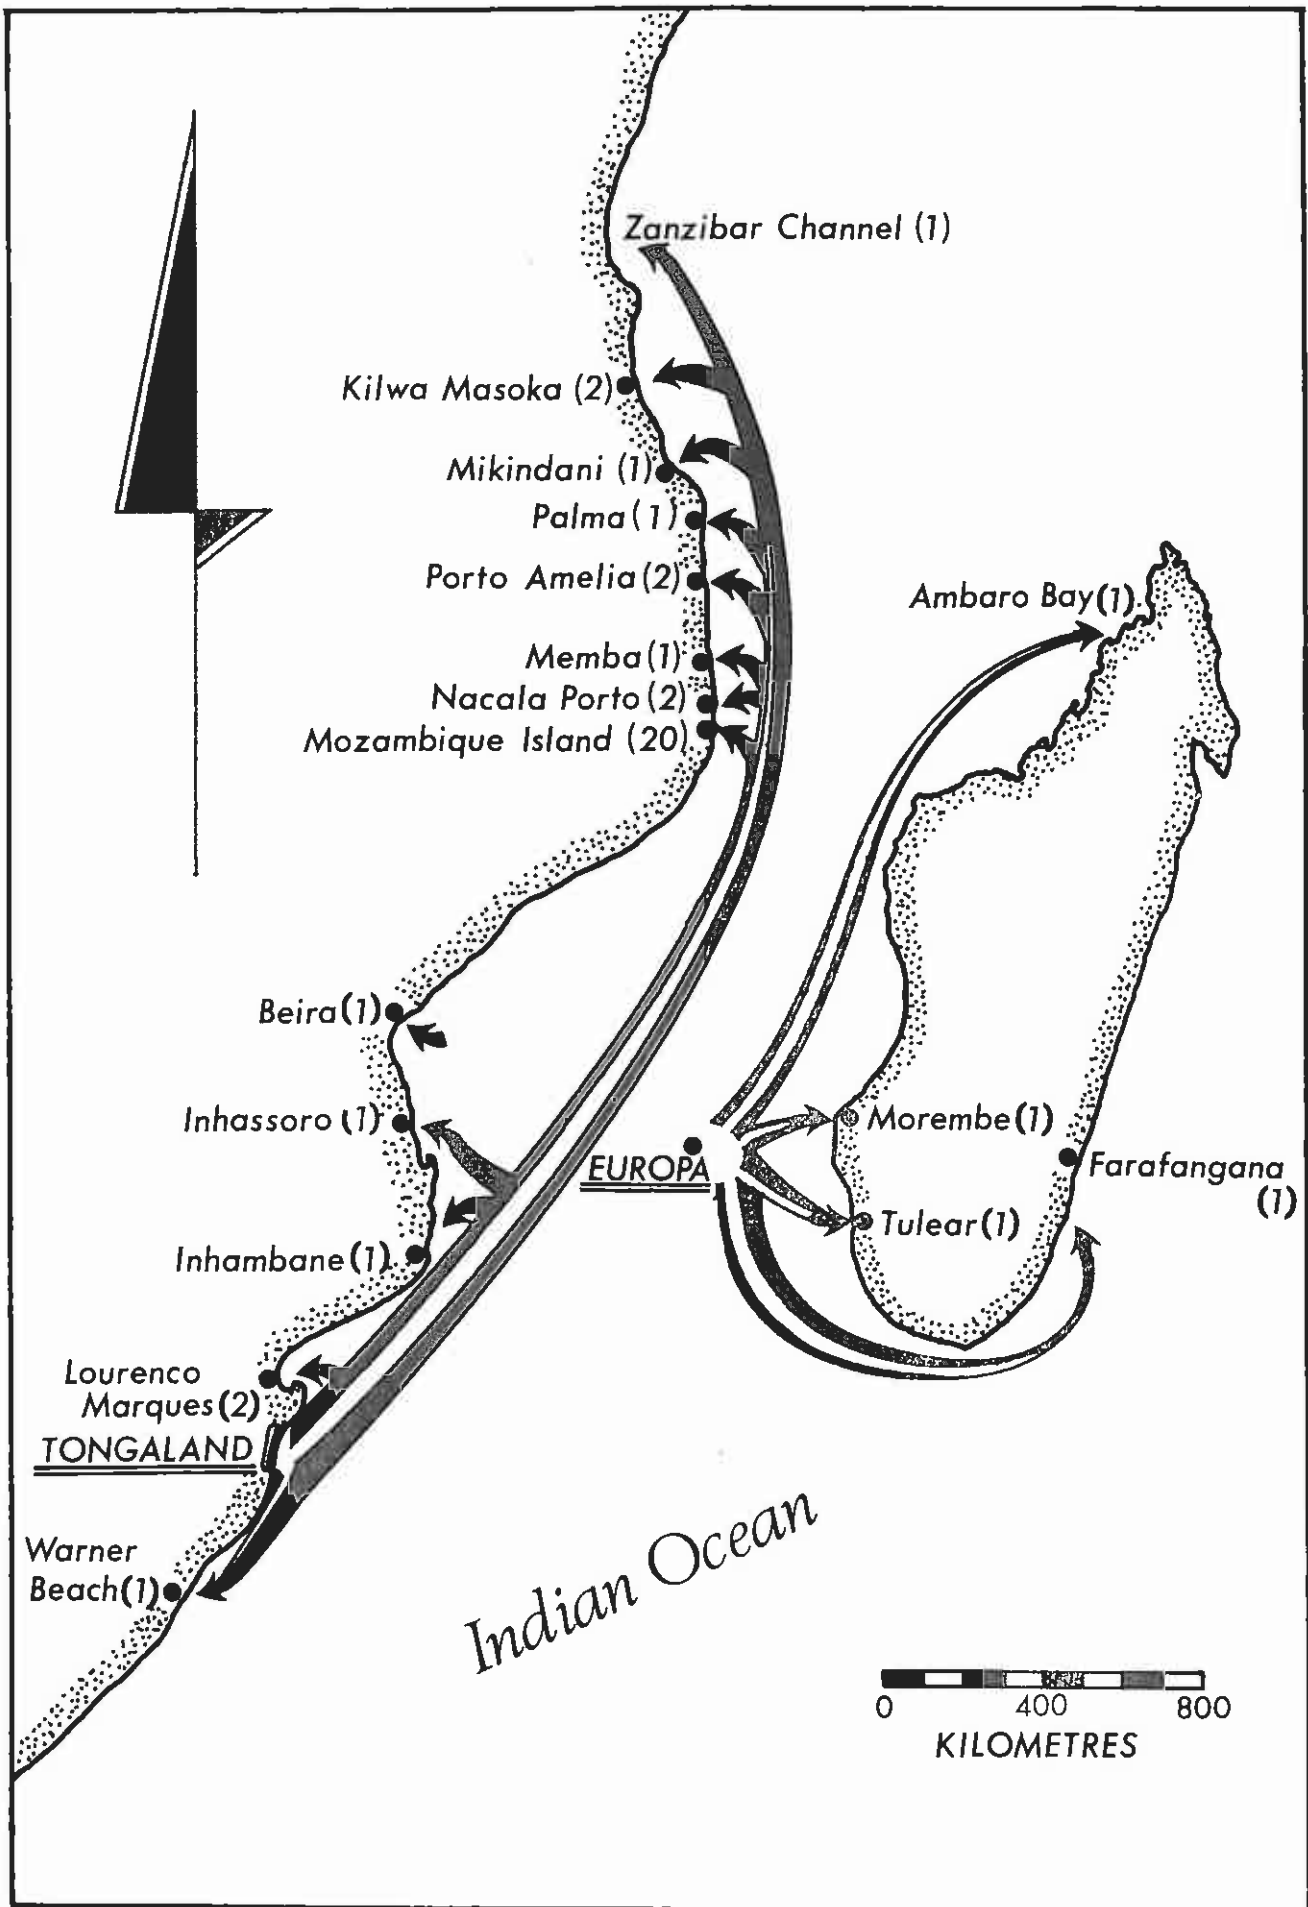 Zanzibar Channel (1)
Kilwa Masoka (2)
Mikindani (1)
Palma (1)
Porto Amelia (2)
Ambaro Bay (1)
Memba (1)
Nacala Porto (2)
Mozambique Island (20)
Beira (1)
Inhassoro (1)
Morembe (1)
EUROPA
Farafangana
(1)
Tulear (1)
Inhambane (1)
Lourenco
Marques (2)
TONGALAND
Warner
Beach (1)
Indian Ocean
0 400 800
KILOMETRES